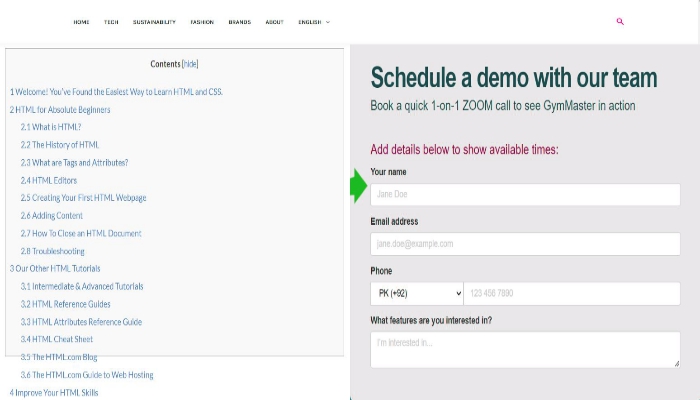 HOME TECH SUSTAINABILITY FASHION BRANDS ABOUT ENGLISH
Contents [hide]
1 Welcome! You've Found the Easiest Way to Learn HTML and CSS.
2 HTML for Absolute Beginners
2.1 What is HTML?
2.2 The History of HTML
2.3 What are Tags and Attributes?
2.4 HTML Editors
2.5 Creating Your First HTML Webpage
2.6 Adding Content
2.7 How To Close an HTML Document
2.8 Troubleshooting
3 Our Other HTML Tutorials
3.1 Intermediate & Advanced Tutorials
3.2 HTML Reference Guides
3.3 HTML Attributes Reference Guide
3.4 HTML Cheat Sheet
3.5 The HTML.com Blog
3.6 The HTML.com Guide to Web Hosting
4 Improve Your HTML Skills
Schedule a demo with our team
Book a quick 1-on-1 ZOOM call to see GymMaster in action
Add details below to show available times:
Your name
Jane Doe
Email address
jane.doe@example.com
Phone
PK (+92) 123 456 7890
What features are you interested in?
I'm interested in...